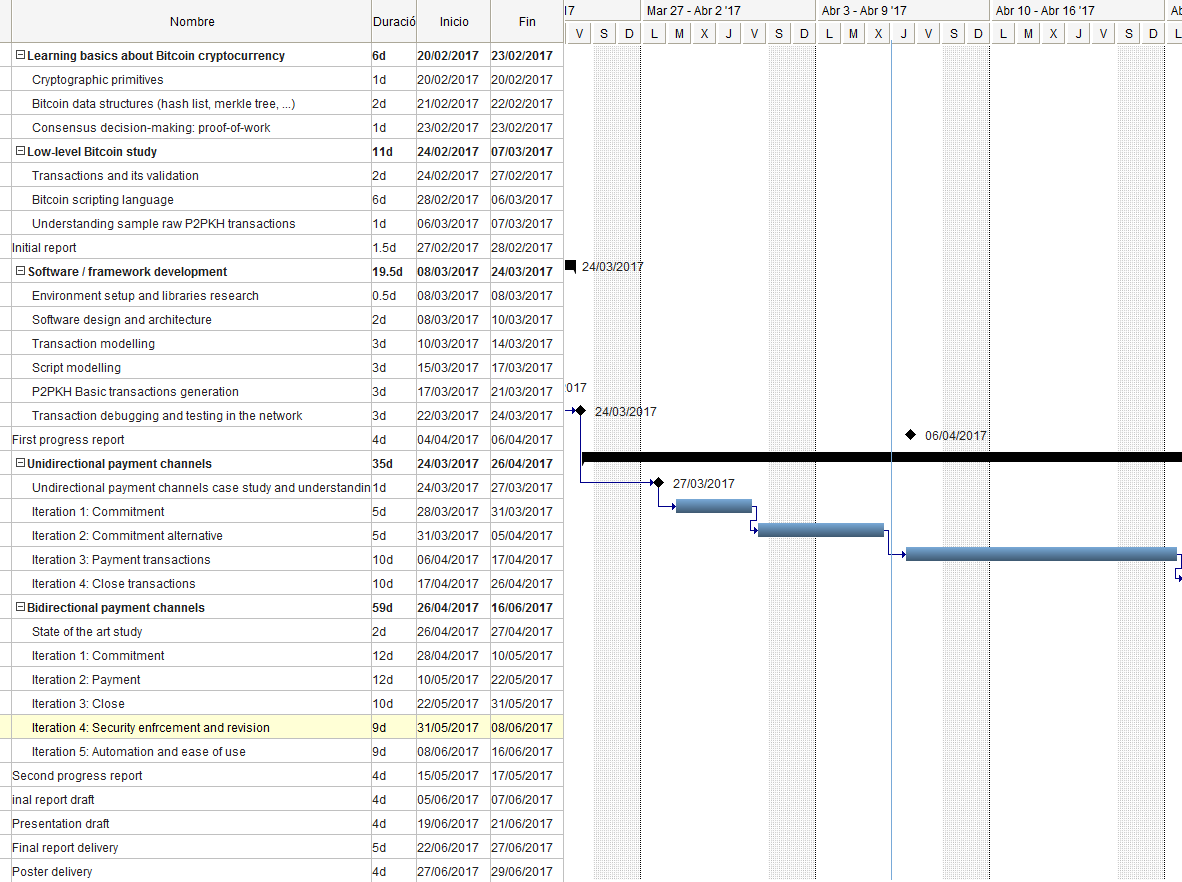 Nombre Duració Inicio Fin
I7 Mar 27 - Abr 2 '17 Abr 3 - Abr 9 '17 Abr 10 - Abr 16 '17 Ab
V S D L M X J V S D L M X J V S D L M X J V S D L
Learning basics about Bitcoin cryptocurrency 6d 20/02/2017 23/02/2017
Cryptographic primitives 1d 20/02/2017 20/02/2017
Bitcoin data structures (hash list, merkle tree, ...) 2d 21/02/2017 22/02/2017
Consensus decision-making: proof-of-work 1d 23/02/2017 23/02/2017
Low-level Bitcoin study 11d 24/02/2017 07/03/2017
Transactions and its validation 2d 24/02/2017 27/02/2017
Bitcoin scripting language 6d 28/02/2017 06/03/2017
Understanding sample raw P2PKH transactions 1d 06/03/2017 07/03/2017
Initial report 1.5d 27/02/2017 28/02/2017
Software / framework development 19.5d 08/03/2017 24/03/2017 24/03/2017
Environment setup and libraries research 0.5d 08/03/2017 08/03/2017
Software design and architecture 2d 08/03/2017 10/03/2017
Transaction modelling 3d 10/03/2017 14/03/2017
Script modelling 3d 15/03/2017 17/03/2017
P2PKH Basic transactions generation 3d 17/03/2017 21/03/2017 2017
Transaction debugging and testing in the network 3d 22/03/2017 24/03/2017 24/03/2017
First progress report 4d 04/04/2017 06/04/2017 06/04/2017
Unidirectional payment channels 35d 24/03/2017 26/04/2017
Undirectional payment channels case study and understandin 1d 24/03/2017 27/03/2017 27/03/2017
Iteration 1: Commitment 5d 28/03/2017 31/03/2017
Iteration 2: Commitment alternative 5d 31/03/2017 05/04/2017
Iteration 3: Payment transactions 10d 06/04/2017 17/04/2017
Iteration 4: Close transactions 10d 17/04/2017 26/04/2017
Bidirectional payment channels 59d 26/04/2017 16/06/2017
State of the art study 2d 26/04/2017 27/04/2017
Iteration 1: Commitment 12d 28/04/2017 10/05/2017
Iteration 2: Payment 12d 10/05/2017 22/05/2017
Iteration 3: Close 10d 22/05/2017 31/05/2017
Iteration 4: Security enfrcement and revision 9d 31/05/2017 08/06/2017
Iteration 5: Automation and ease of use 9d 08/06/2017 16/06/2017
Second progress report 4d 15/05/2017 17/05/2017
inal report draft 4d 05/06/2017 07/06/2017
Presentation draft 4d 19/06/2017 21/06/2017
Final report delivery 5d 22/06/2017 27/06/2017
Poster delivery 4d 27/06/2017 29/06/2017